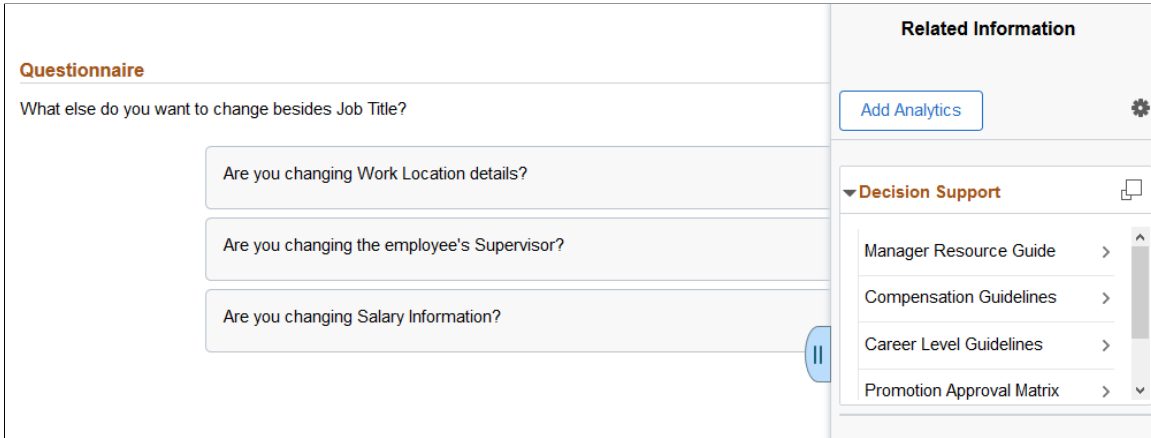 Questionnaire
What else do you want to change besides Job Title?
Are you changing Work Location details?
Are you changing the employee's Supervisor?
Are you changing Salary Information?
Related Information
Add Analytics
Decision Support
Manager Resource Guide
Compensation Guidelines
Career Level Guidelines
Promotion Approval Matrix